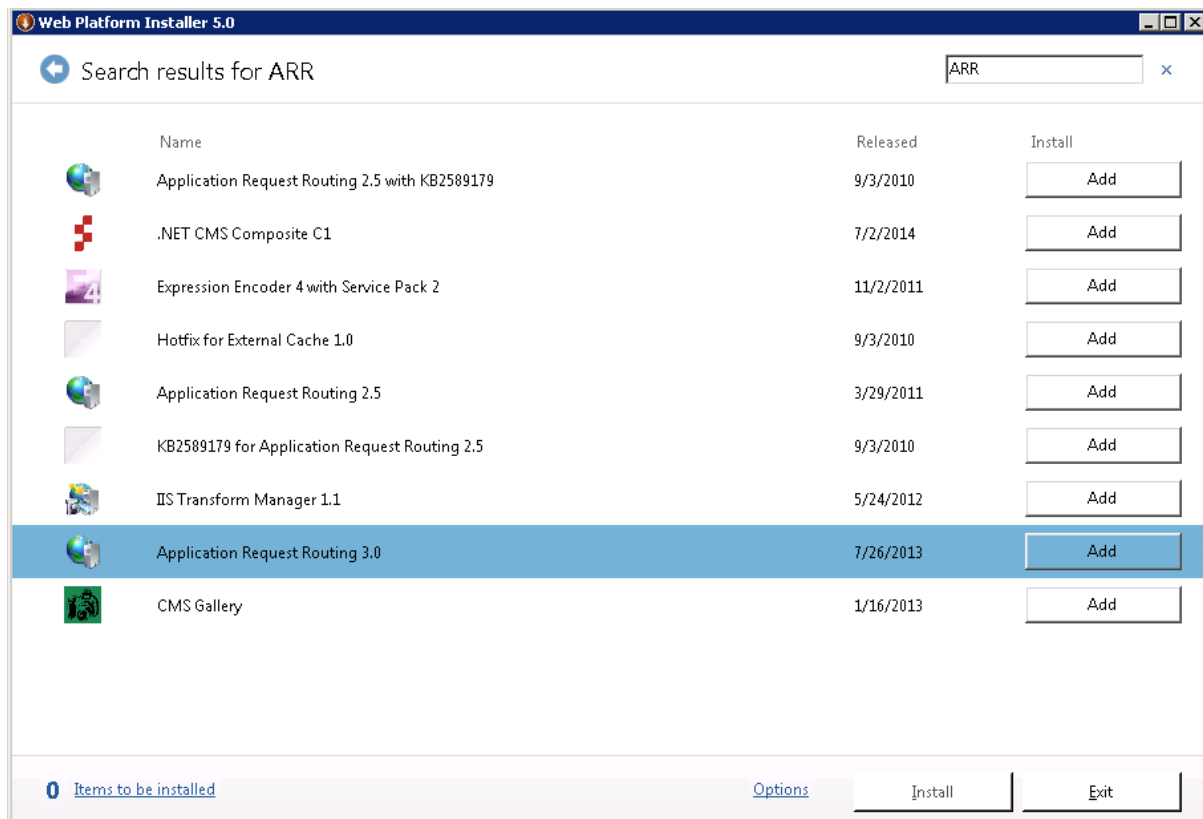 Web Platform Installer 5.0
Search results for ARR
ARR
Name Released Install
Application Request Routing 2.5 with KB2589179 9/3/2010 Add
.NET CMS Composite C1 7/2/2014 Add
Expression Encoder 4 with Service Pack 2 11/2/2011 Add
Hotfix for External Cache 1.0 9/3/2010 Add
Application Request Routing 2.5 3/29/2011 Add
KB2589179 for Application Request Routing 2.5 9/3/2010 Add
IIS Transform Manager 1.1 5/24/2012 Add
Application Request Routing 3.0 7/26/2013 Add
CMS Gallery 1/16/2013 Add
0 Items to be installed Options Install Exit